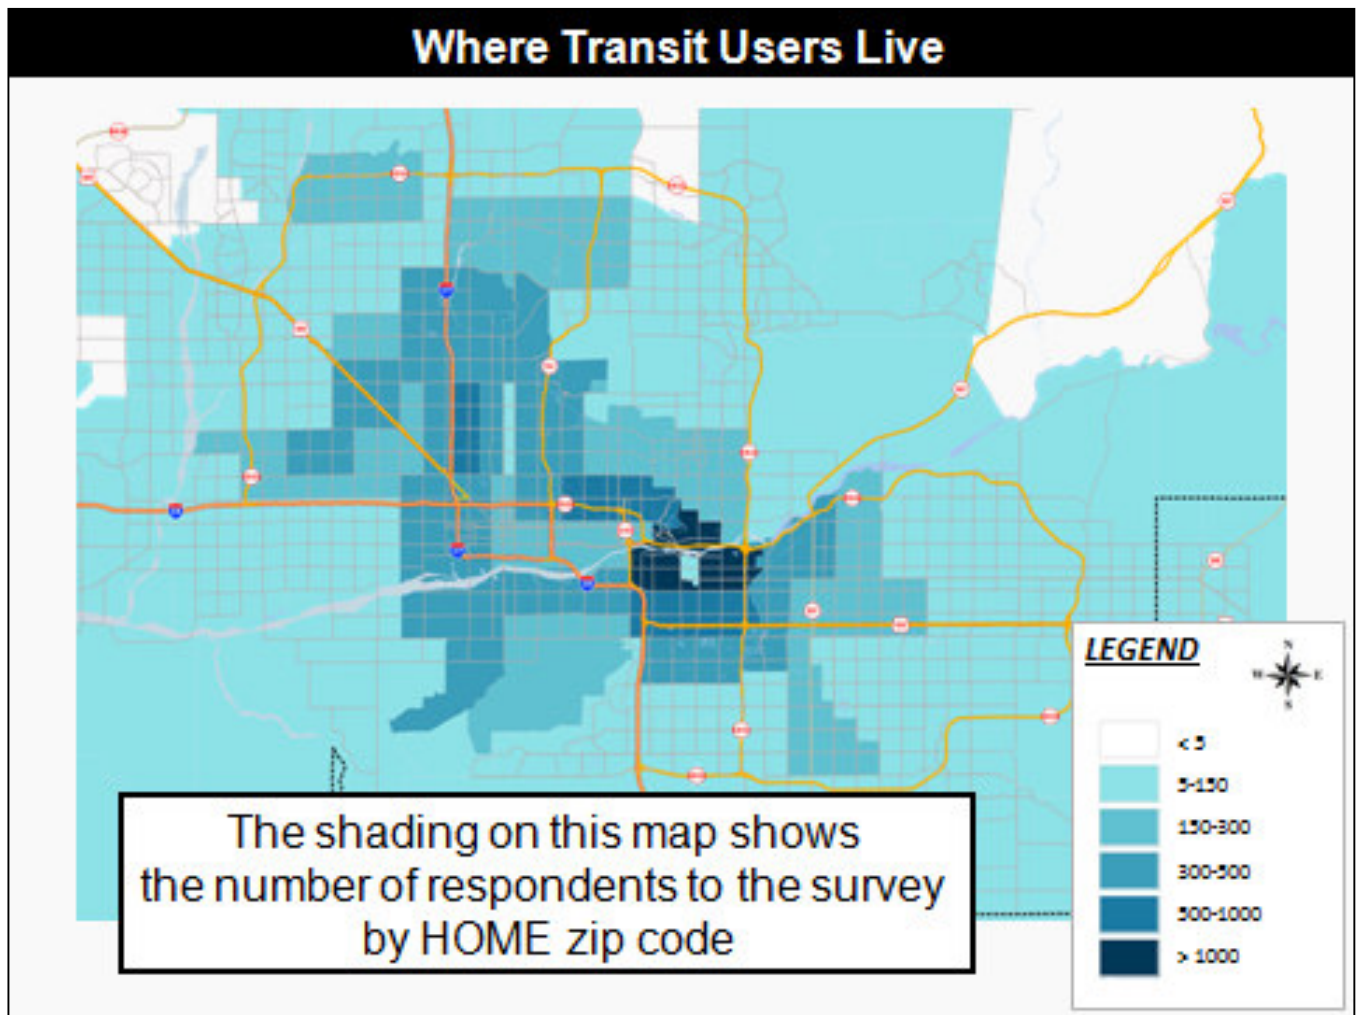 Where Transit Users Live
LEGEND
N
W E
S
< 5
5-150
150-300
300-500
500-1000
> 1000
The shading on this map shows
the number of respondents to the survey
by HOME zip code